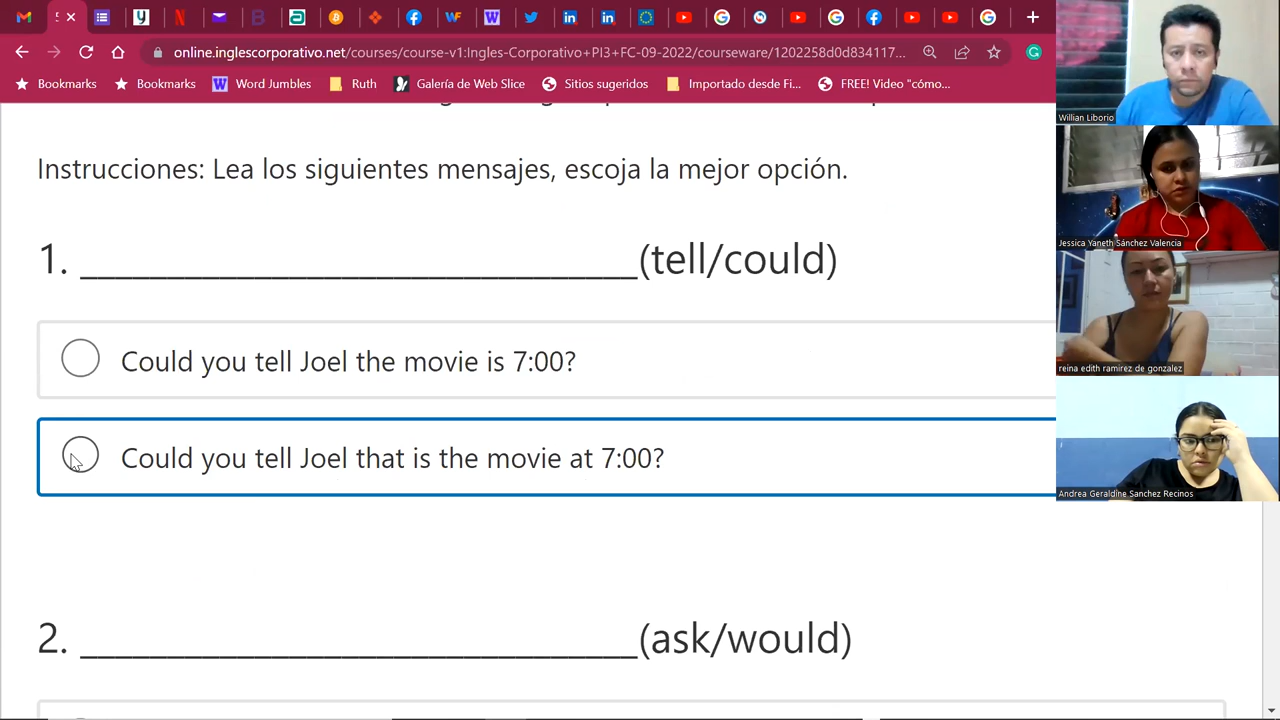 online.inglescorporativo.net/courses/course-v1:Ingles-Corporativo+PI3+FC-09-2022/courseware/1202258d0d834117...
Bookmarks Bookmarks Word Jumbles Ruth Galería de Web Slice Sitios sugeridos Importado desde Fi... FREE! Video "cómo...
Instrucciones: Lea los siguientes mensajes, escoja la mejor opción.
1. ______________________________(tell/could)
Could you tell Joel the movie is 7:00?
Could you tell Joel that is the movie at 7:00?
2. ______________________________(ask/would)
Willian Liborio
Jessica Yaneth Sánchez Valencia
reina edith ramirez de gonzalez
Andrea Geraldine Sanchez Recinos